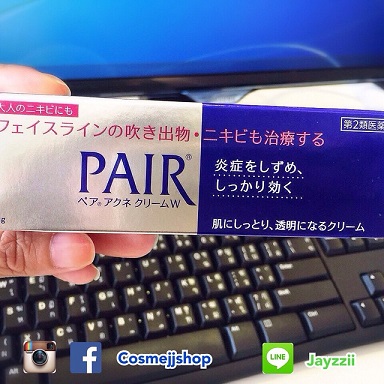 大人のニキビにも
フェイスラインの吹き出物・ニキビも治療する
第2類医薬
PAIR®
ペア® アクネ クリームW
炎症をしずめ、
しっかり効く
肌にしっとり、透明になるクリーム
g
Cosmejjshop
LINE
Jayzzii